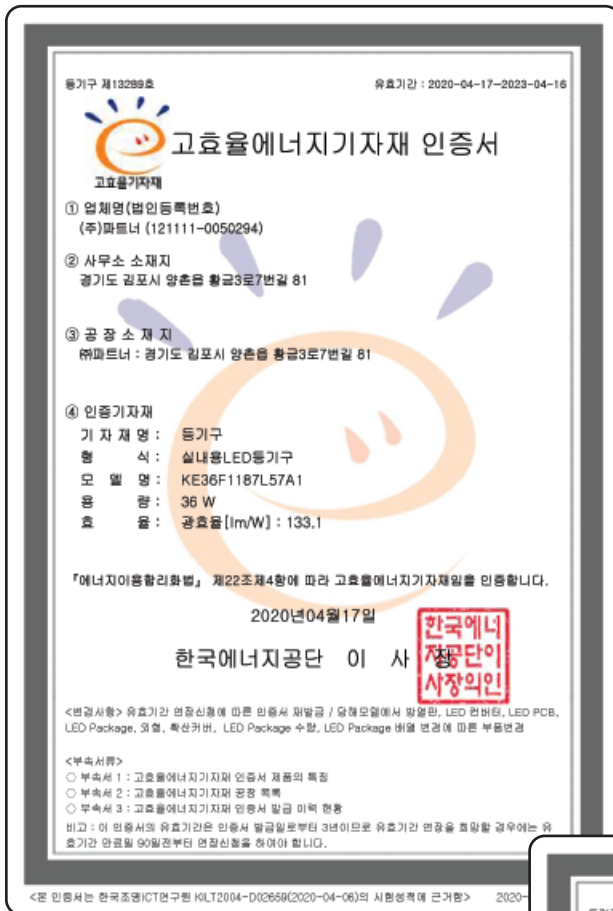 등기구 제13289호
유효기간 : 2020-04-17-2023-04-16
고효율기자재
고효율에너지기자재 인증서
① 업체명(법인등록번호)
(주)파트너 (121111-0050294)
② 사무소 소재지
경기도 김포시 양촌읍 황금3로7번길 81
③ 공 장 소 재 지
㈜파트너 : 경기도 김포시 양촌읍 황금3로7번길 81
④ 인증기자재
기 자 재 명 : 등기구
형 식 : 실내용LED등기구
모 델 명 : KE36F1187L57A1
용 량 : 36 W
효 율 : 광효율[lm/W] : 133.1
『에너지이용합리화법』 제22조제4항에 따라 고효율에너지기자재임을 인증합니다.
2020년04월17일
한국에너지공단 이 사 장
한국에너
지공단이
사장의인
<변경사항> 유효기간 연장신청에 따른 인증서 재발급 / 당해모델에서 방열판, LED 컨버터, LED PCB,
LED Package, 외형, 확산커버, LED Package 수량, LED Package 배열 변경에 따른 부품변경
<부속서류>
○ 부속서 1 : 고효율에너지기자재 인증서 제품의 특징
○ 부속서 2 : 고효율에너지기자재 공장 목록
◇ 부속서 3 : 고효율에너지기자재 인증서 발급 이력 현황
비고 : 이 인증서의 유효기간은 인증서 발급일로부터 3년이므로 유효기간 연장을 희망할 경우에는 유
효기간 만료일 90일전부터 연장신청을 하여야 합니다.
<본 인증서는 한국조명ICT연구원 KILT2004-D02659(2020-04-06)의 시험성적에 근거함> 2020-